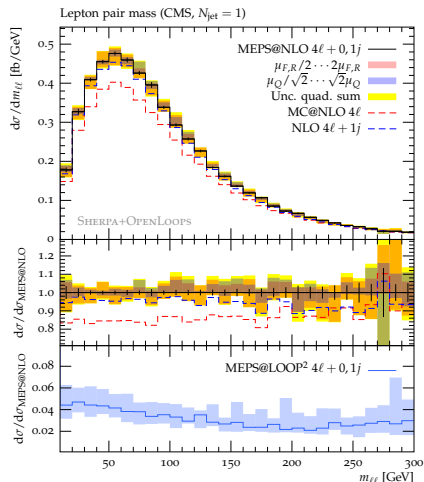 Lepton pair mass (CMS, N_jet = 1)
MEPS@NLO 4ℓ + 0, 1j
μ_F,R/2 · · · 2μ_F,R
μ_Q/√2 · · · √2μ_Q
Unc. quad. sum
MC@NLO 4ℓ
NLO 4ℓ + 1j
dσ/dm_ℓℓ [fb/GeV]
0.5
0.4
0.3
0.2
0.1
0
Sherpa+OpenLoops
dσ/dσ_MEPS@NLO
1.2
1.1
1.0
0.9
0.8
dσ/dσ_MEPS@NLO
MEPS@LOOP² 4ℓ + 0, 1j
0.08
0.06
0.04
0.02
50 100 150 200 250 300
m_ℓℓ [GeV]